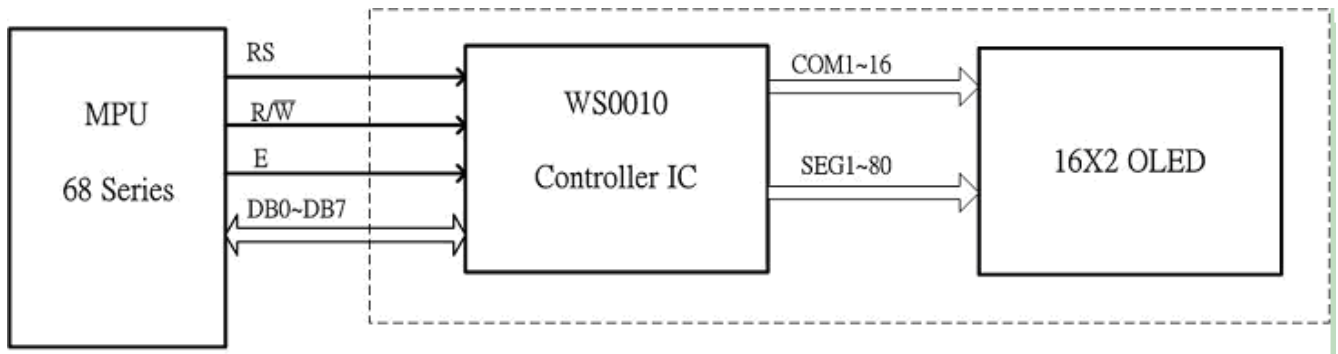 MPU
68 Series
RS
R/W̅
E
DB0~DB7
WS0010
Controller IC
COM1~16
SEG1~80
16X2 OLED